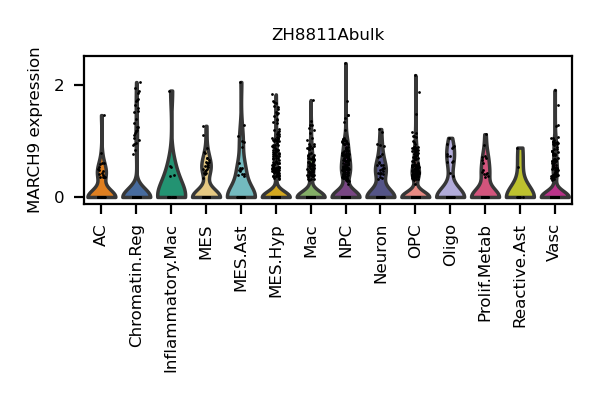 ZH8811Abulk
MARCH9 expression
2
0
AC
Chromatin.Reg
Inflammatory.Mac
MES
MES.Ast
MES.Hyp
Mac
NPC
Neuron
OPC
Oligo
Prolif.Metab
Reactive.Ast
Vasc